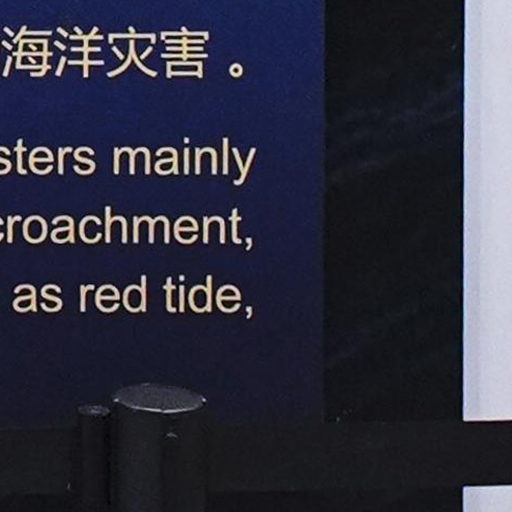 海洋灾害。
sters mainly
croachment,
as red tide,